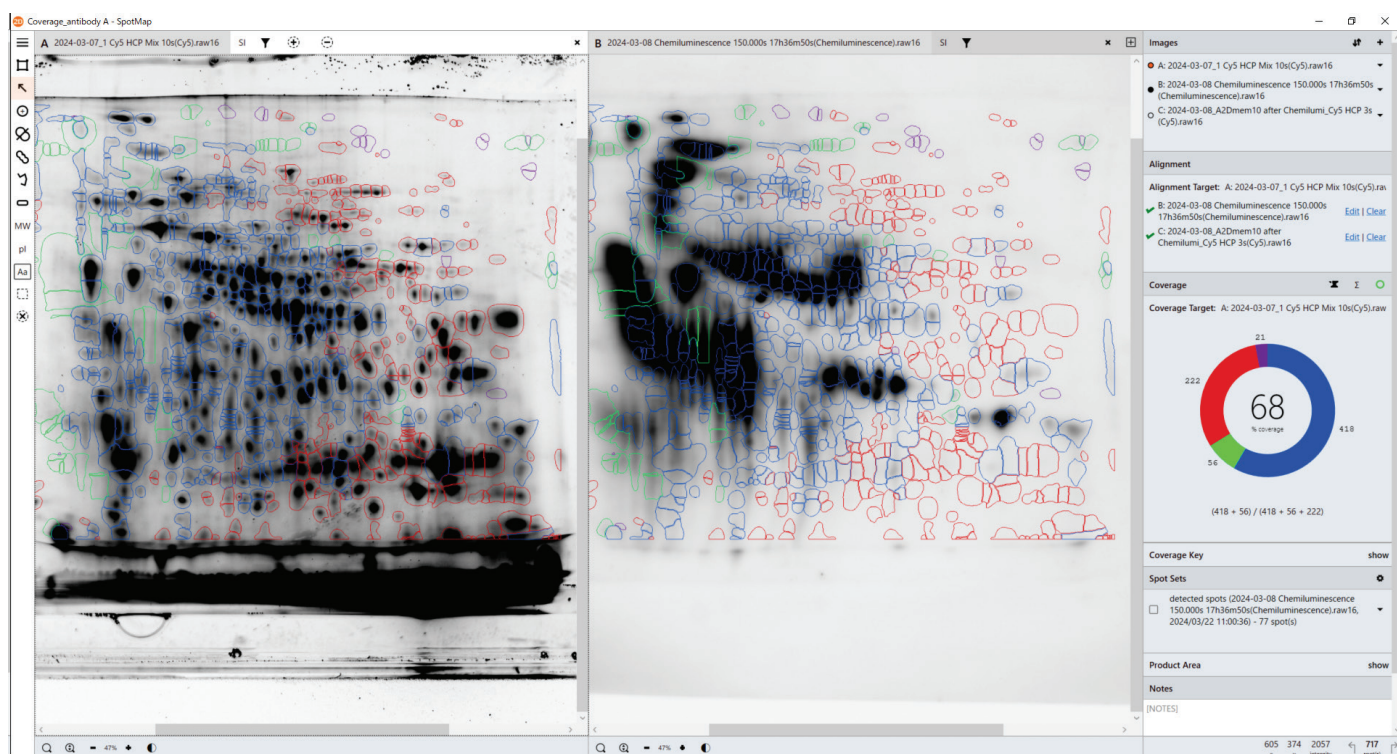 Coverage_antibody A - SpotMap
A 2024-03-07_1 Cy5 HCP Mix 10s(Cy5).raw16 SI
B 2024-03-08 Chemiluminescence 150.000s 17h36m50s(Chemiluminescence).raw16 SI
MW
pI
Aa
47%
47%
Images
A: 2024-03-07_1 Cy5 HCP Mix 10s(Cy5).raw16
B: 2024-03-08 Chemiluminescence 150.000s 17h36m50s
(Chemiluminescence).raw16
C: 2024-03-08_A2Dmem10 after Chemilumi_Cy5 HCP 3s
(Cy5).raw16
Alignment
Alignment Target: A: 2024-03-07_1 Cy5 HCP Mix 10s(Cy5).rav
B: 2024-03-08 Chemiluminescence 150.000s
17h36m50s(Chemiluminescence).raw16
Edit | Clear
C: 2024-03-08_A2Dmem10 after
Chemilumi_Cy5 HCP 3s(Cy5).raw16
Edit | Clear
Coverage Σ
Coverage Target: A: 2024-03-07_1 Cy5 HCP Mix 10s(Cy5).raw
21
222
68
% coverage
418
56
(418 + 56) / (418 + 56 + 222)
Coverage Key show
Spot Sets
detected spots (2024-03-08 Chemiluminescence
150.000s 17h36m50s(Chemiluminescence).raw16,
2024/03/22 11:00:36) - 77 spot(s)
Product Area show
Notes
[NOTES]
605 374 2057 717